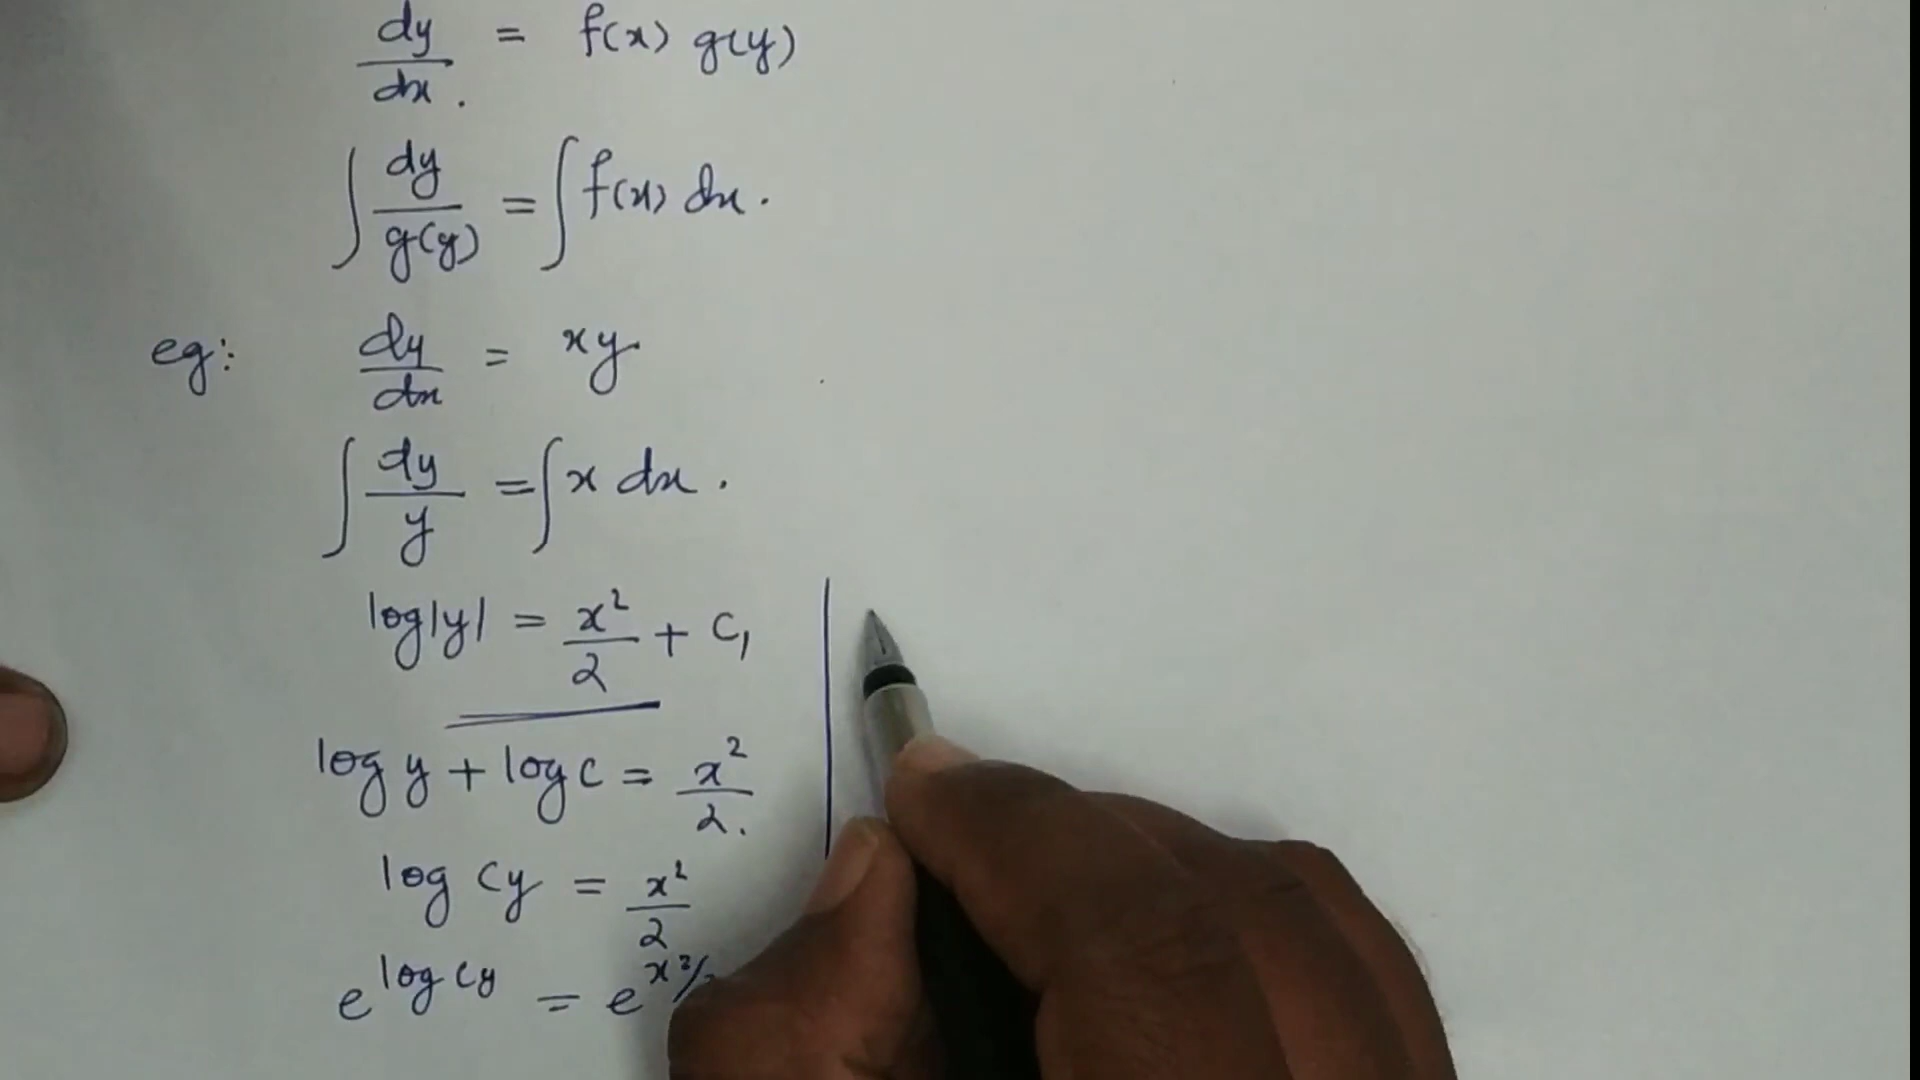 dy/dx = f(x) g(y)
∫ dy/g(y) = ∫ f(x) dx.
eg: dy/dx = xy
∫ dy/y = ∫ x dx.
log|y| = x²/2 + C₁
log y + log c = x²/2.
log cy = x²/2
e^(log cy) = e^(x²/